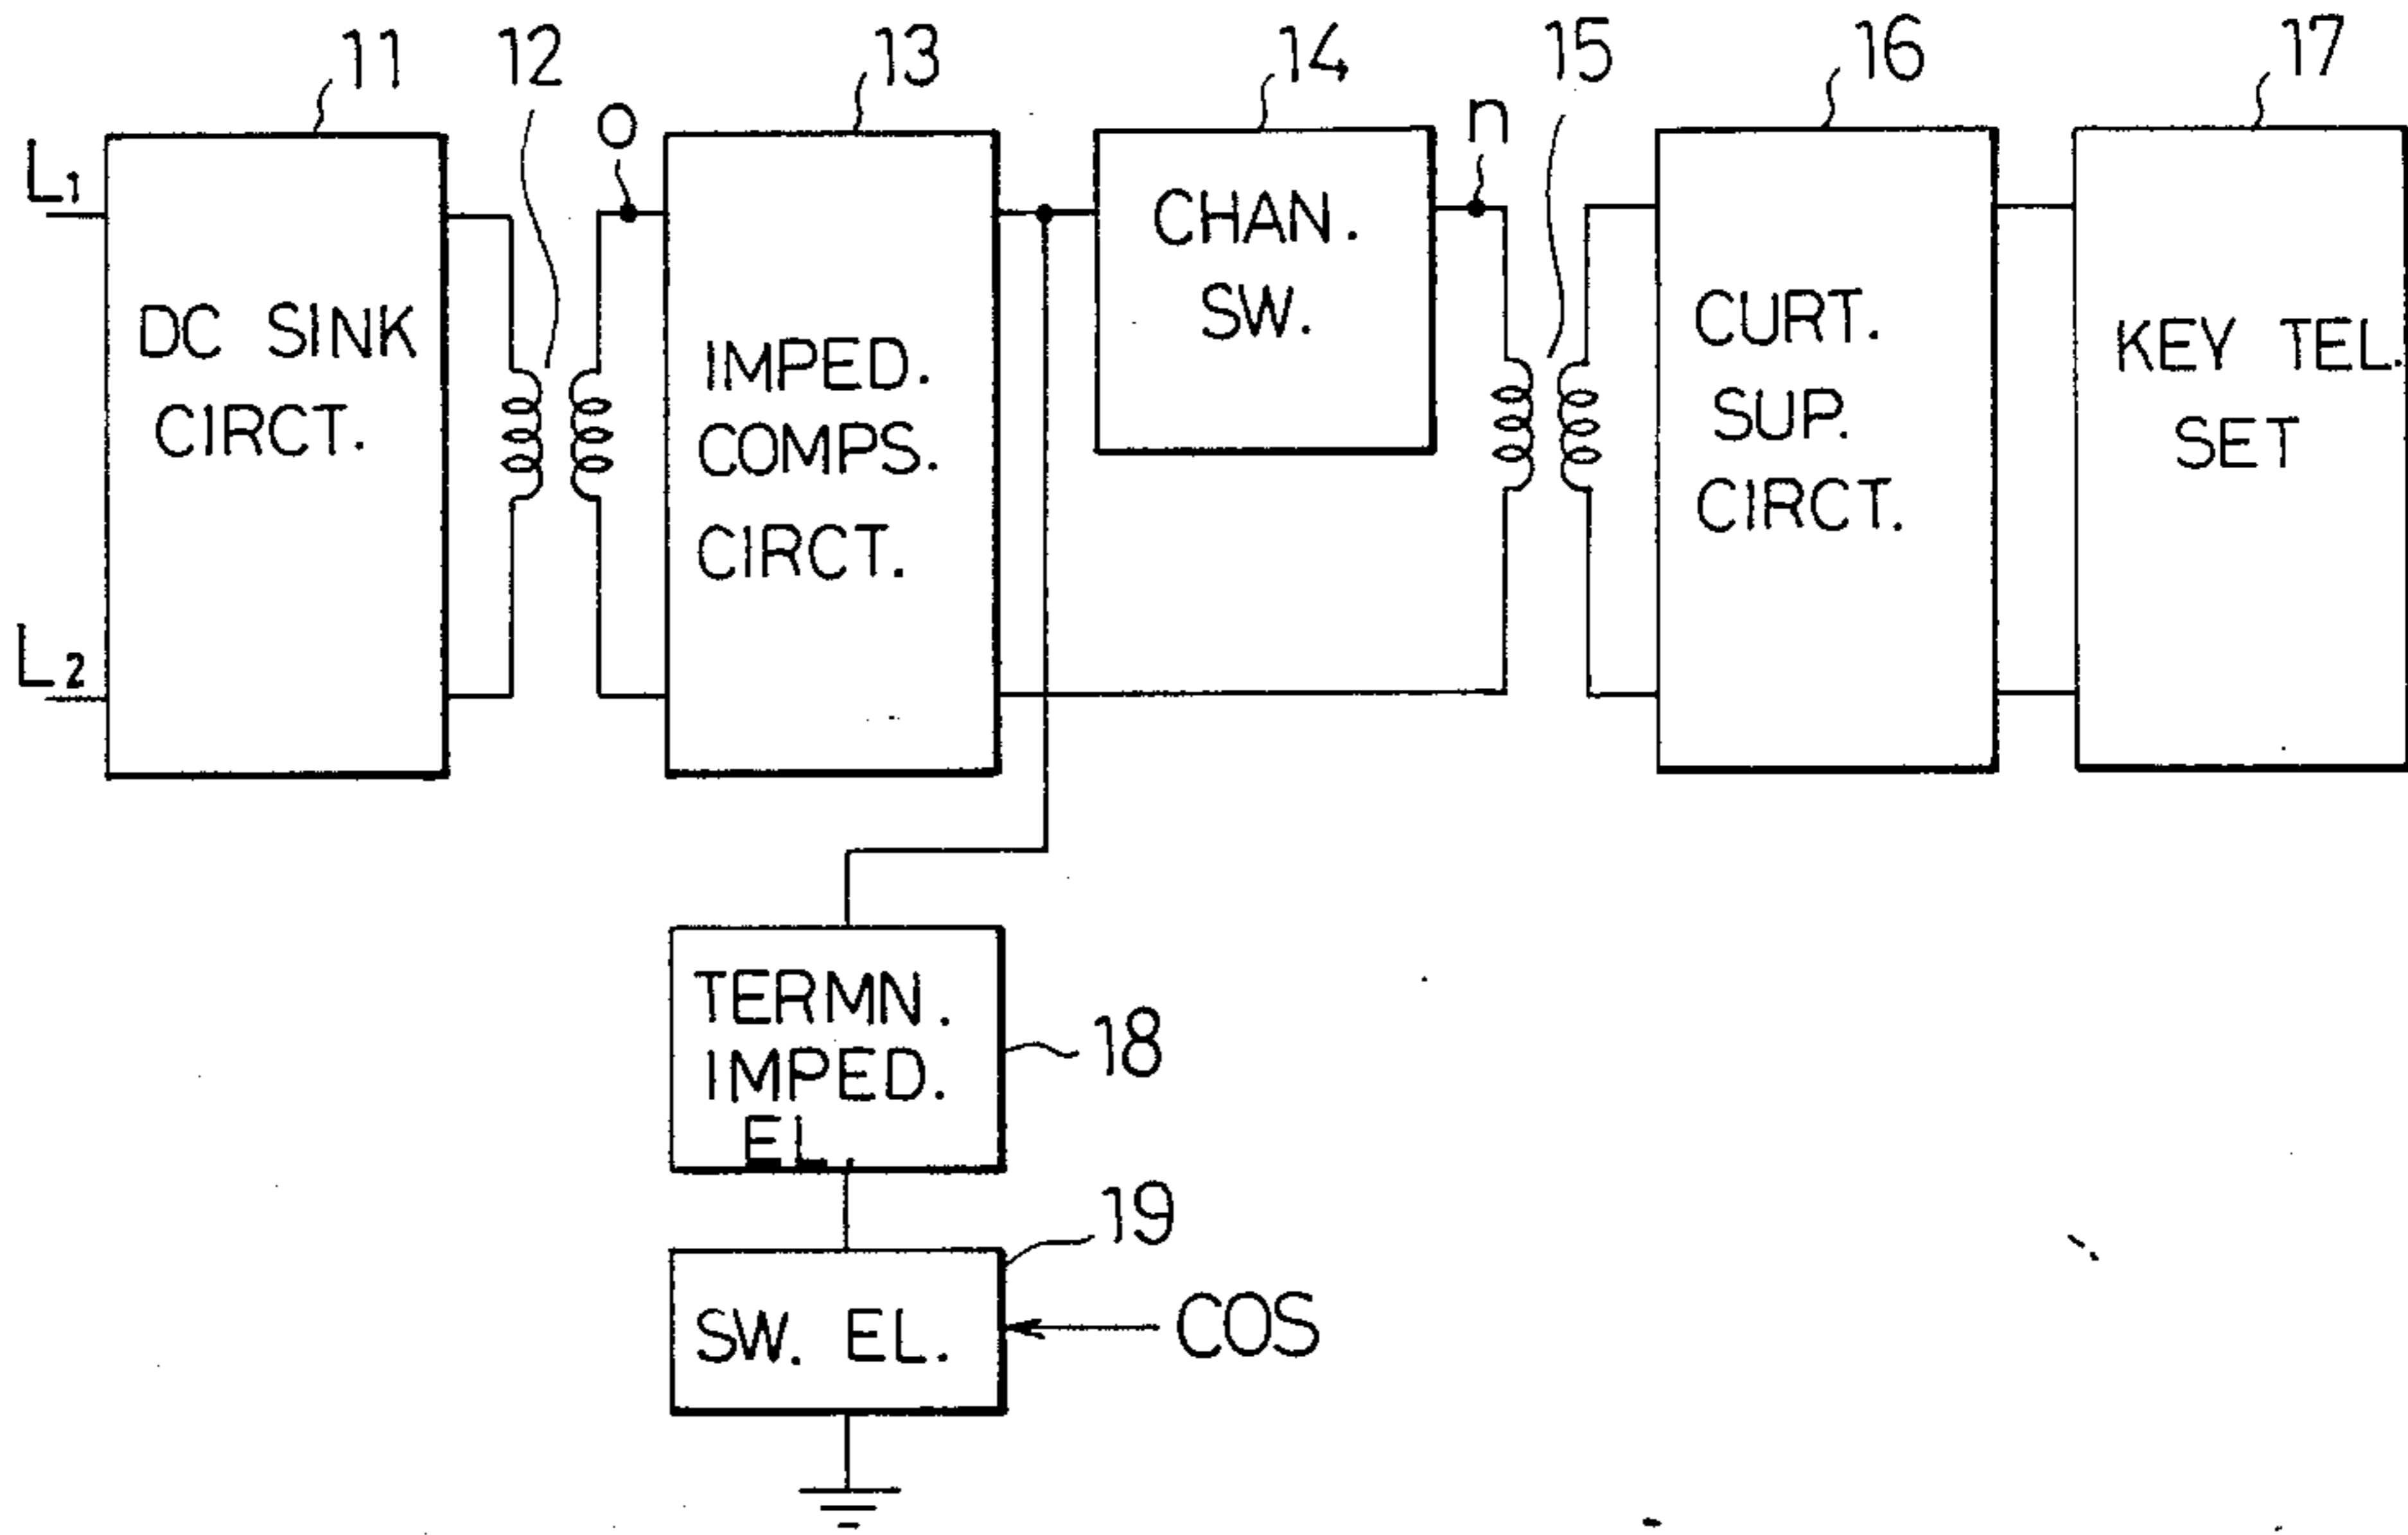 11
12
13
14
15
16
17
o
n
L1
L2
DC SINK
CIRCT.
IMPED.
COMPS.
CIRCT.
CHAN.
SW.
CURT.
SUP.
CIRCT.
KEY TEL.
SET
TERMN.
IMPED.
EL.
18
19
SW. EL.
COS